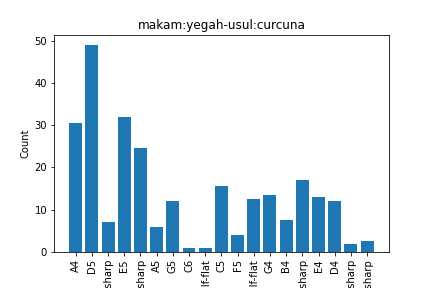 makam:yegah-usul:curcuna
Count
50
40
30
20
10
0
A4
D5
sharp
E5
sharp
A5
G5
C6
lf-flat
C5
F5
lf-flat
G4
B4
sharp
E4
D4
sharp
sharp